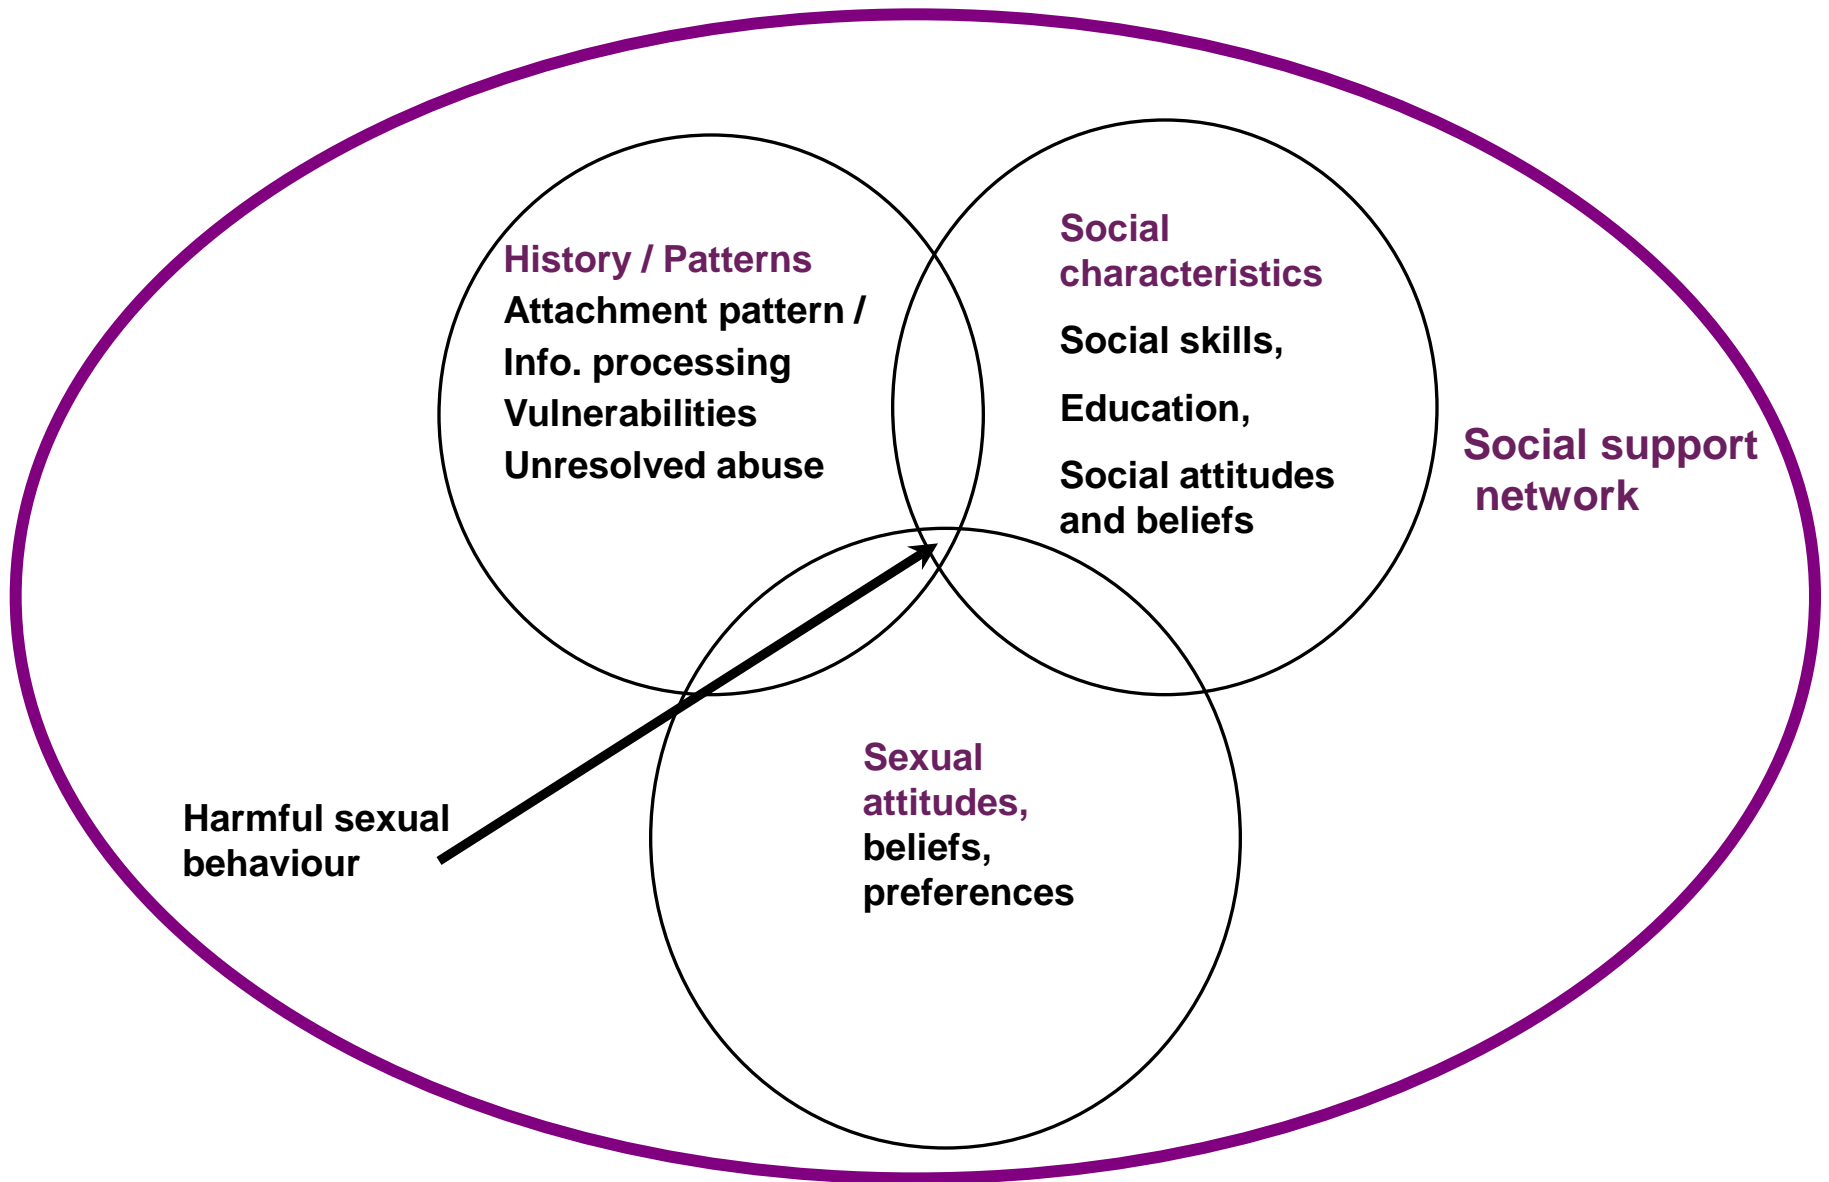 History / Patterns
Attachment pattern /
Info. processing
Vulnerabilities
Unresolved abuse
Social
characteristics
Social skills,
Education,
Social attitudes
and beliefs
Social support
network
Sexual
attitudes,
beliefs,
preferences
Harmful sexual
behaviour